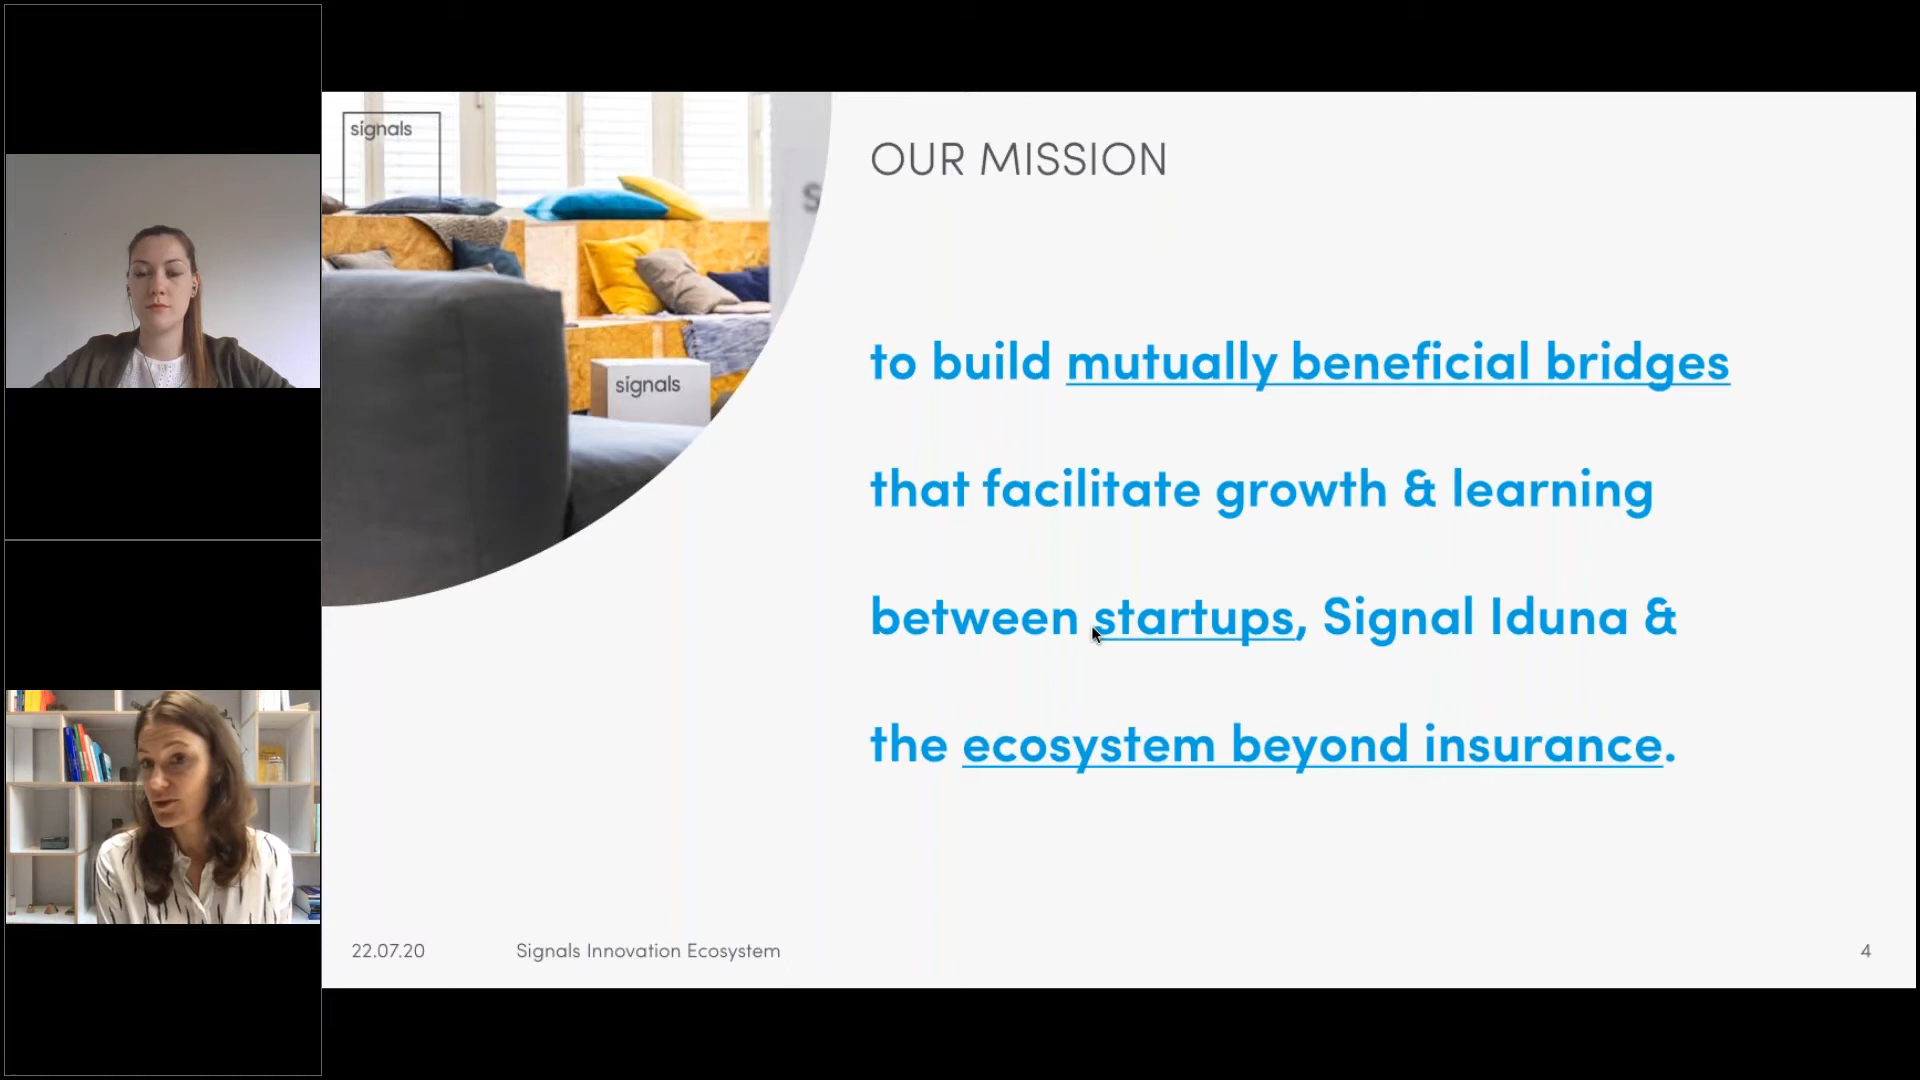 signals
S
OUR MISSION
signals
to build mutually beneficial bridges
that facilitate growth & learning
between startups, Signal Iduna &
the ecosystem beyond insurance.
22.07.20
Signals Innovation Ecosystem
4